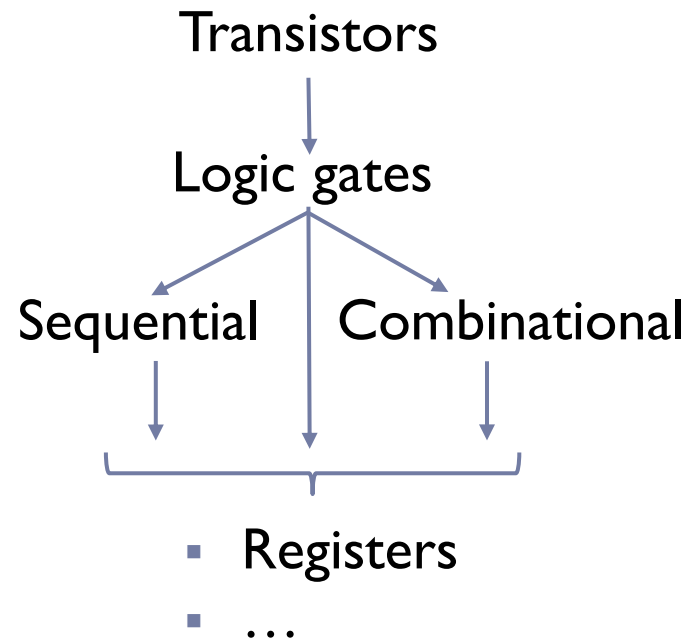 Transistors
Logic gates
Sequential Combinational
▪ Registers
▪ …